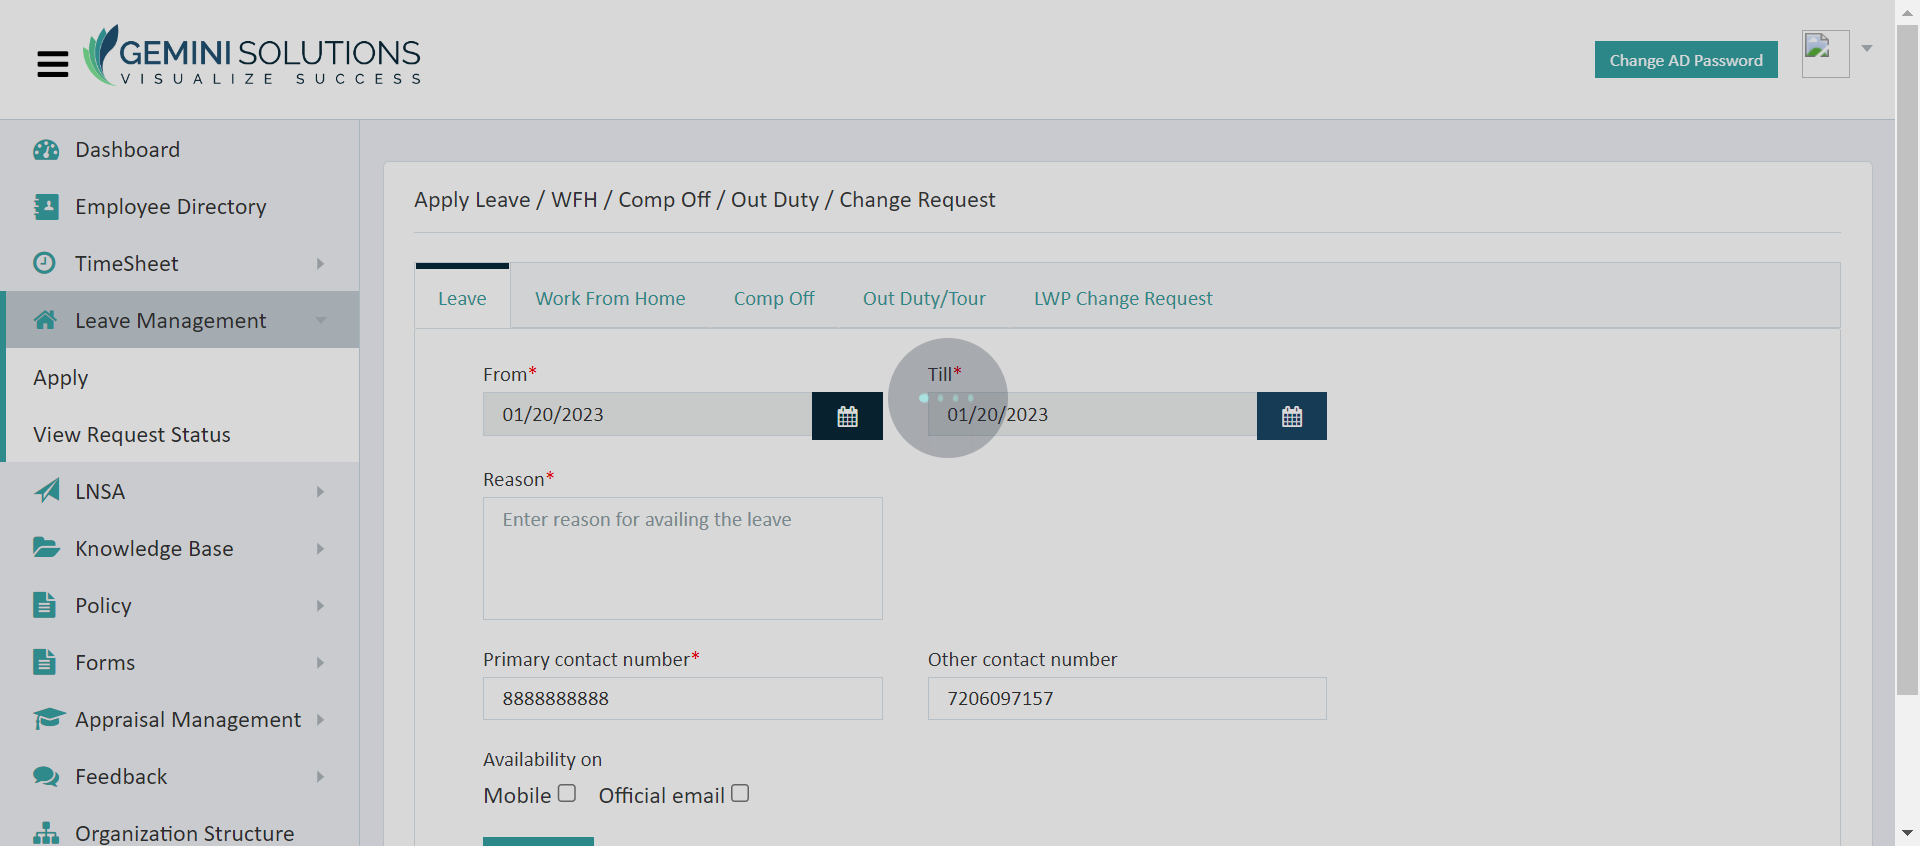 GEMINI SOLUTIONS
VISUALIZE SUCCESS
Change AD Password
Dashboard
Employee Directory
TimeSheet
Leave Management
Apply
View Request Status
LNSA
Knowledge Base
Policy
Forms
Appraisal Management
Feedback
Organization Structure
Apply Leave / WFH / Comp Off / Out Duty / Change Request
Leave Work From Home Comp Off Out Duty/Tour LWP Change Request
From* Till*
01/20/2023 01/20/2023
Reason*
Enter reason for availing the leave
Primary contact number* Other contact number
8888888888 7206097157
Availability on
Mobile Official email